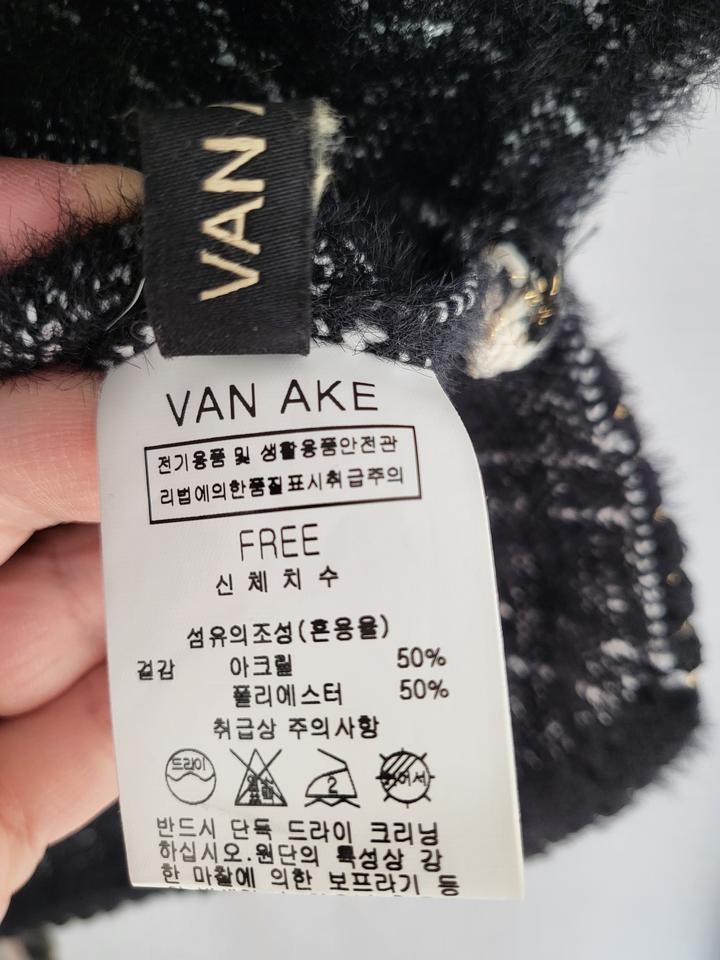 VAN
VAN AKE
전기용품 및 생활용품안전관
리법에의한품질표시취급주의
FREE
신체치수
섬유의조성(혼용율)
겉감 아크릴 50%
폴리에스터 50%
취급상 주의사항
드라이
2
반드시 단독 드라이 크리닝
하십시오.원단의 특성상 강
한 마찰에 의한 보프라기 등